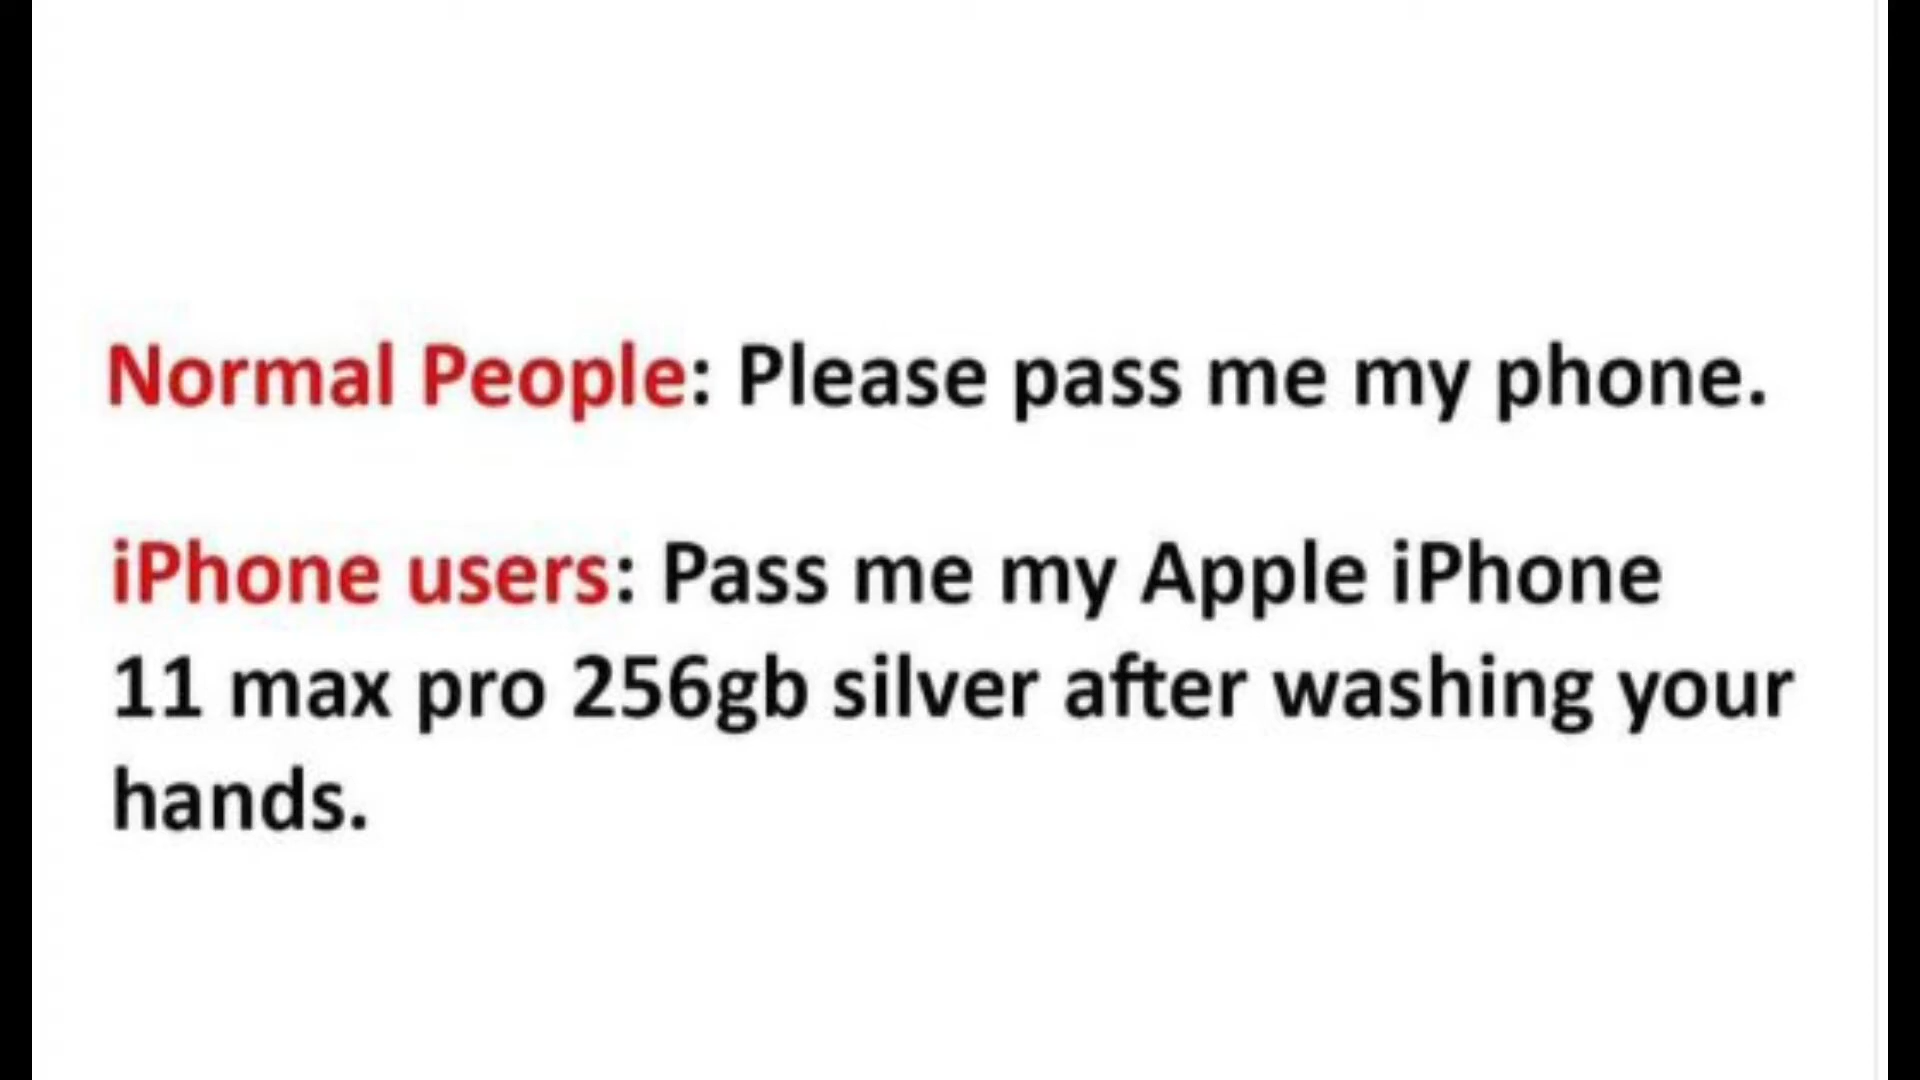 Normal People: Please pass me my phone.
iPhone users: Pass me my Apple iPhone
11 max pro 256gb silver after washing your
hands.